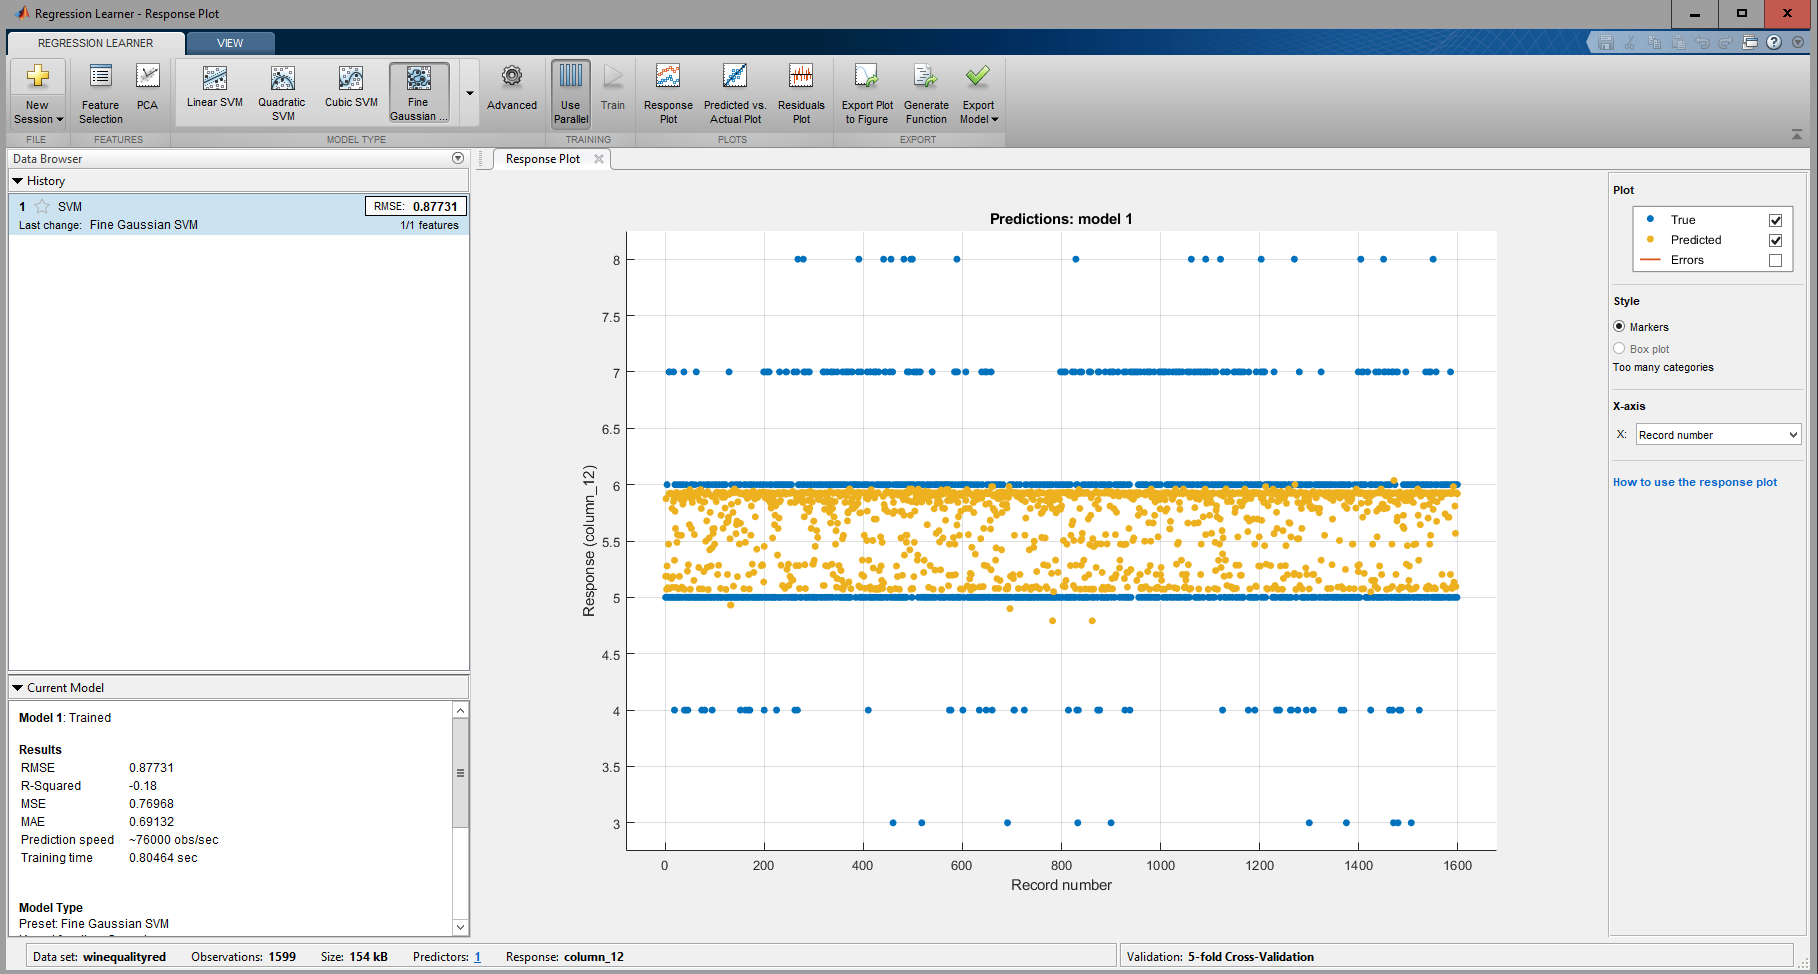 Regression Learner - Response Plot
REGRESSION LEARNER
VIEW
New Session
Feature Selection
PCA
Linear SVM
Quadratic SVM
Cubic SVM
Fine Gaussian ...
Advanced
Use Parallel
Train
Response Plot
Predicted vs. Actual Plot
Residuals Plot
Export Plot to Figure
Generate Function
Export Model
FILE
FEATURES
MODEL TYPE
TRAINING
PLOTS
EXPORT
Data Browser
History
1 SVM RMSE: 0.87731
Last change: Fine Gaussian SVM 1/1 features
Current Model
Model 1: Trained
Results
RMSE 0.87731
R-Squared -0.18
MSE 0.76968
MAE 0.69132
Prediction speed ~76000 obs/sec
Training time 0.80464 sec
Model Type
Preset: Fine Gaussian SVM
Response Plot
Predictions: model 1
8
7.5
7
6.5
6
5.5
5
4.5
4
3.5
3
Response (column_12)
0 200 400 600 800 1000 1200 1400 1600
Record number
Plot
True
Predicted
Errors
Style
Markers
Box plot
Too many categories
X-axis
X: Record number
How to use the response plot
Data set: winequalityred Observations: 1599 Size: 154 kB Predictors: 1 Response: column_12
Validation: 5-fold Cross-Validation